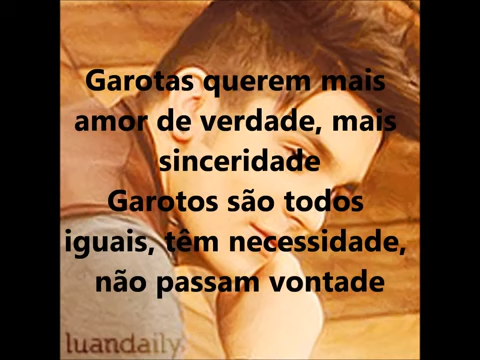 Garotas querem mais
amor de verdade, mais
sinceridade
Garotos são todos
iguais, têm necessidade,
não passam vontade
luandaily